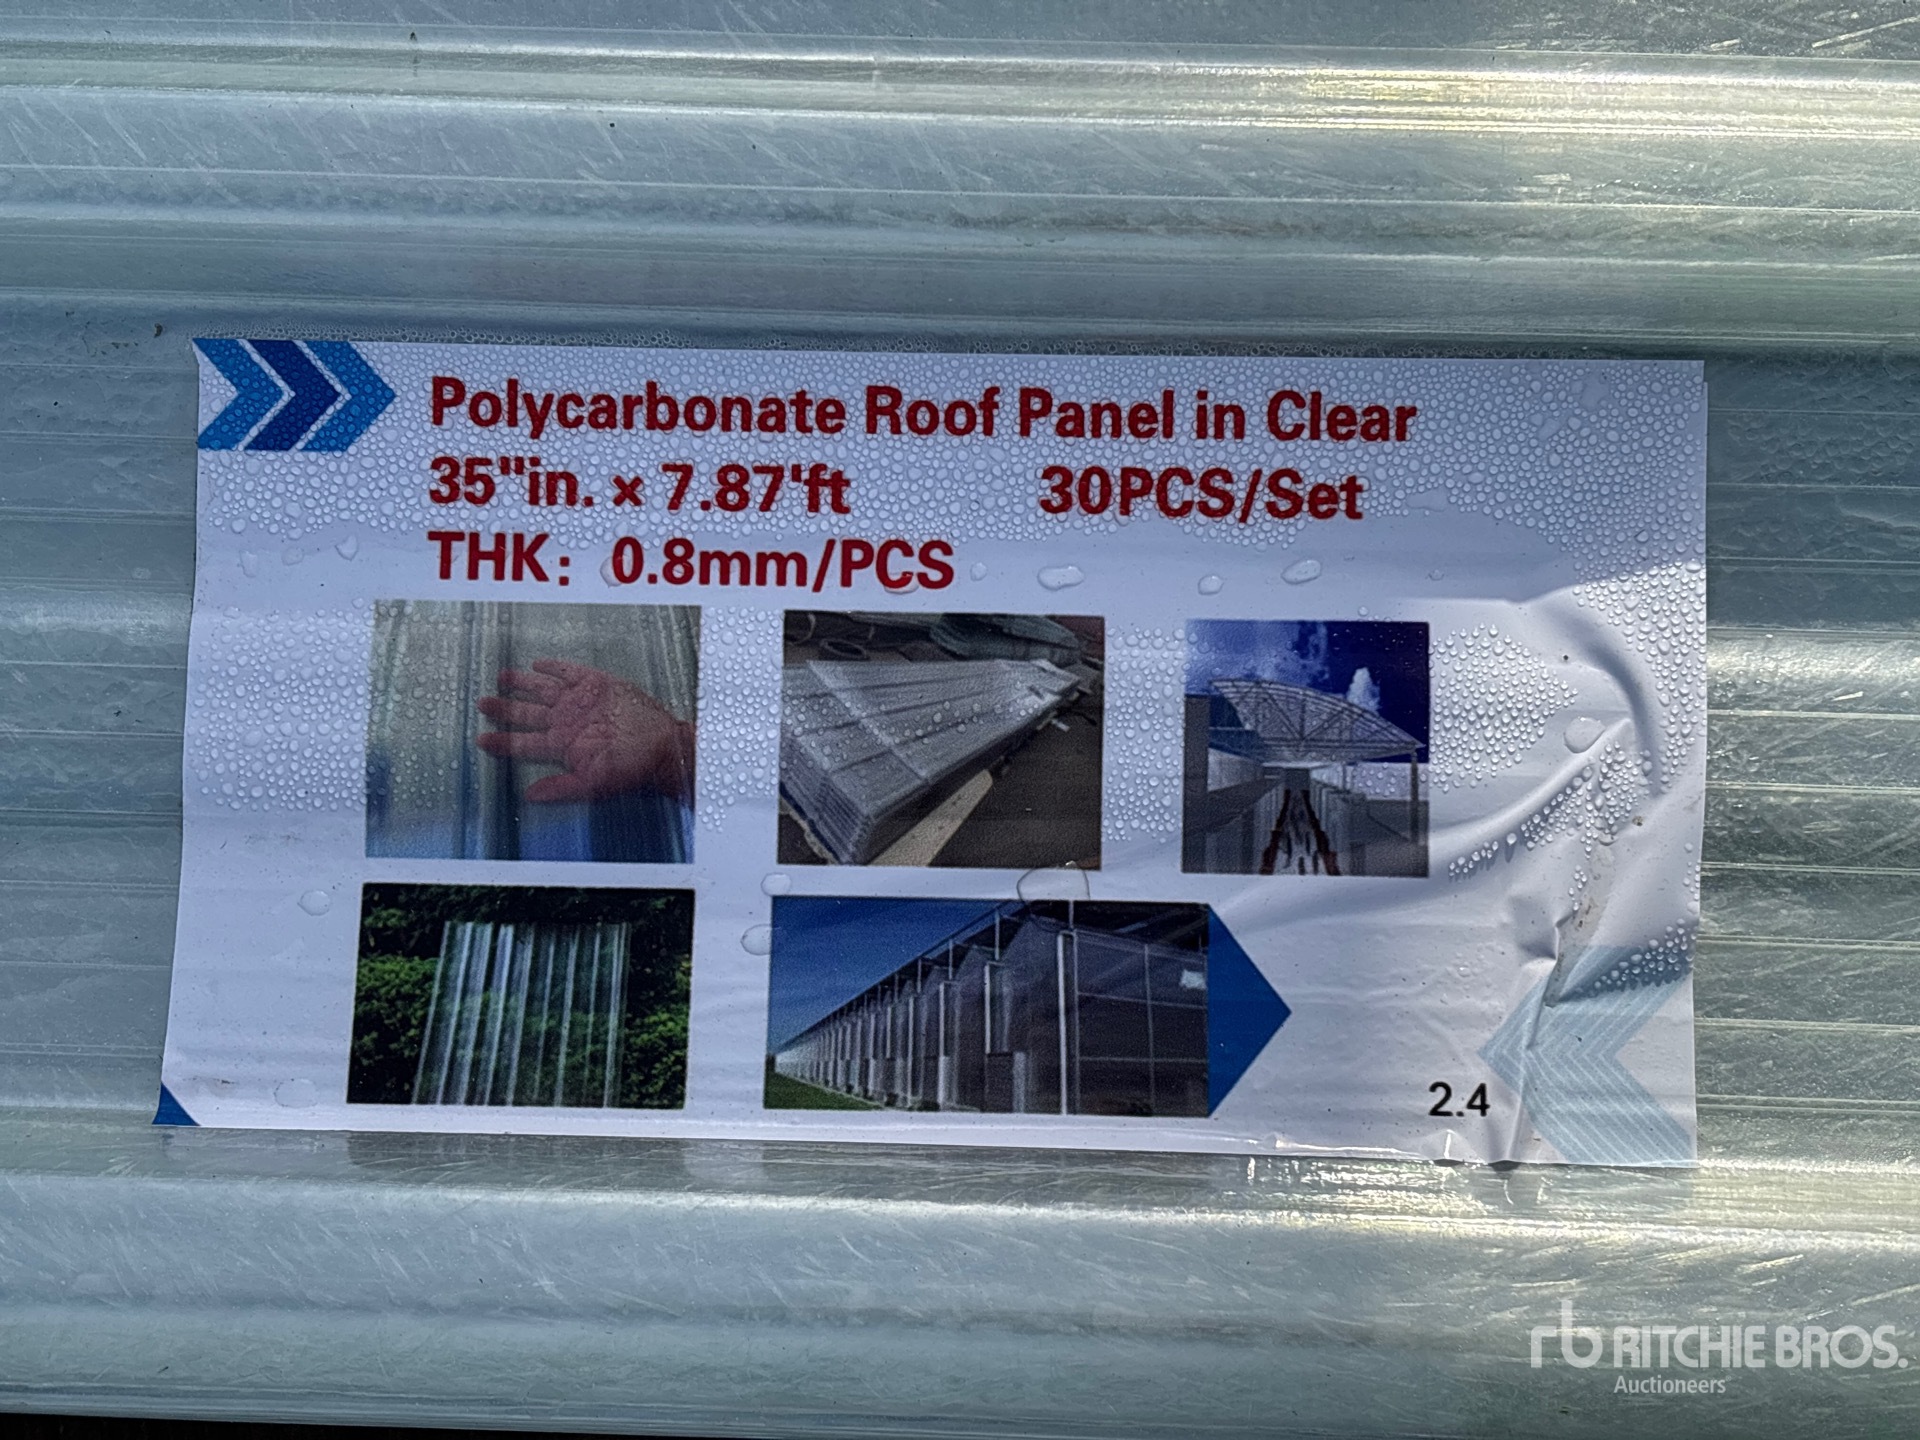 Polycarbonate Roof Panel in Clear
35"in. × 7.87'ft 30PCS/Set
THK: 0.8mm/PCS
2.4
rb RITCHIE BROS.
Auctioneers